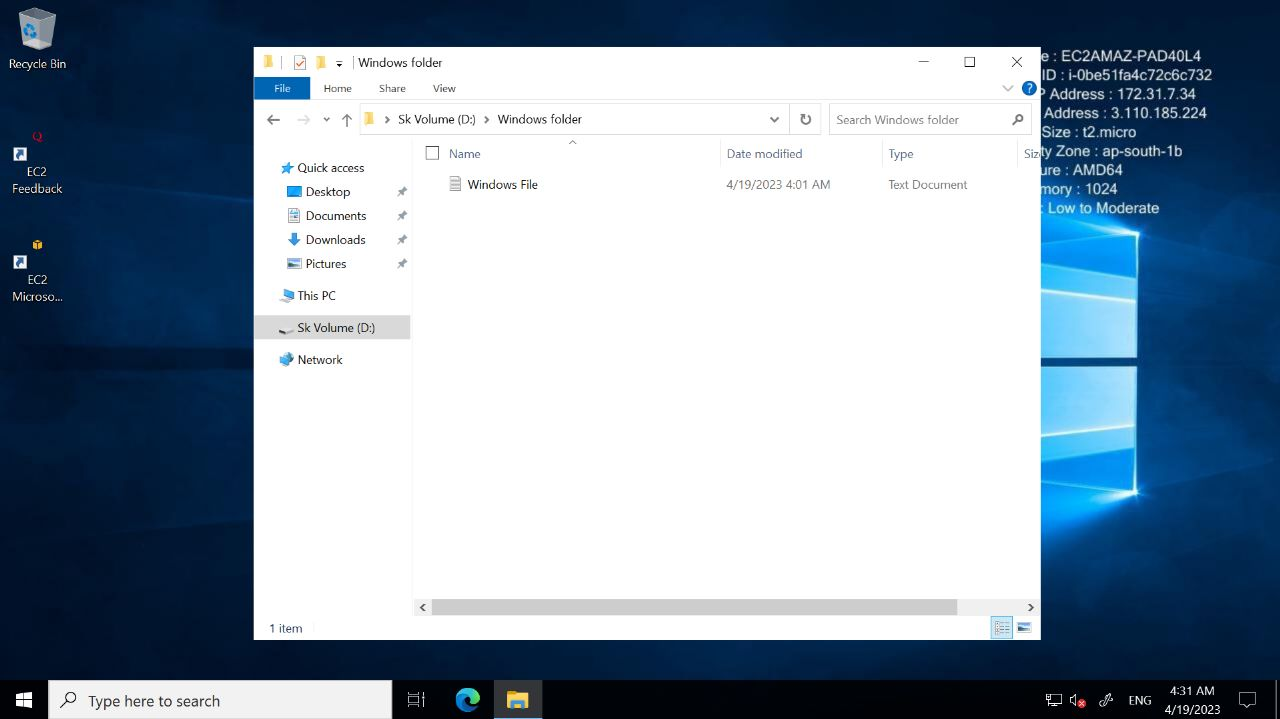 Recycle Bin
EC2
Feedback
EC2
Microso...
Windows folder
File Home Share View
Sk Volume (D:) Windows folder
Search Windows folder
Name Date modified Type Siz
Windows File 4/19/2023 4:01 AM Text Document
Quick access
Desktop
Documents
Downloads
Pictures
This PC
Sk Volume (D:)
Network
1 item
e : EC2AMAZ-PAD40L4
ID : i-0be51fa4c72c6c732
P Address : 172.31.7.34
Address : 3.110.185.224
Size : t2.micro
ty Zone : ap-south-1b
ure : AMD64
mory : 1024
: Low to Moderate
Type here to search
ENG
4:31 AM
4/19/2023